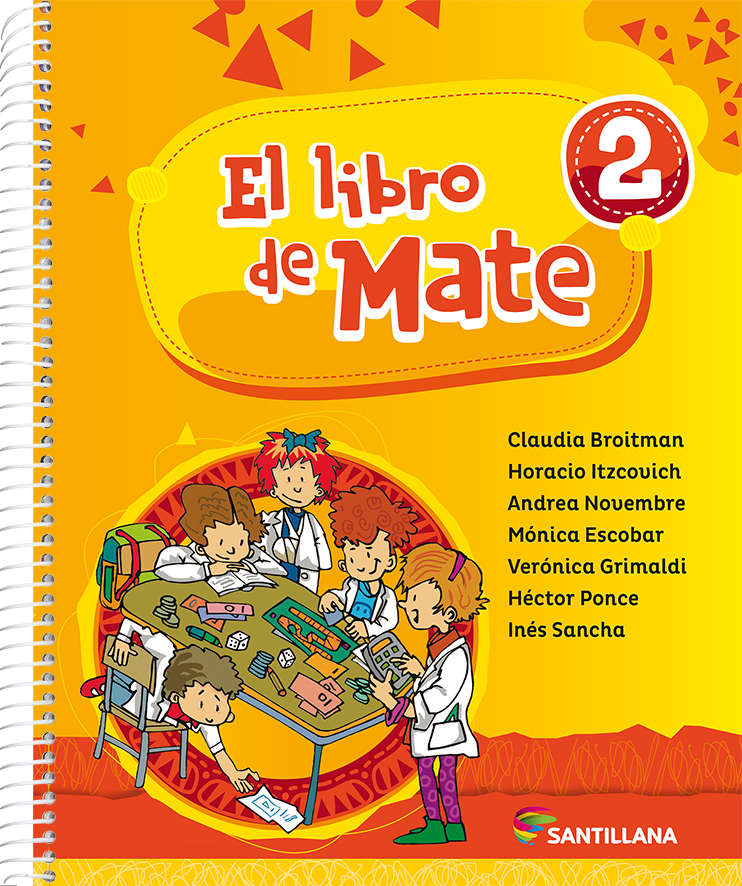 El libro
de Mate
2
Claudia Broitman
Horacio Itzcovich
Andrea Novembre
Mónica Escobar
Verónica Grimaldi
Héctor Ponce
Inés Sancha
SANTILLANA